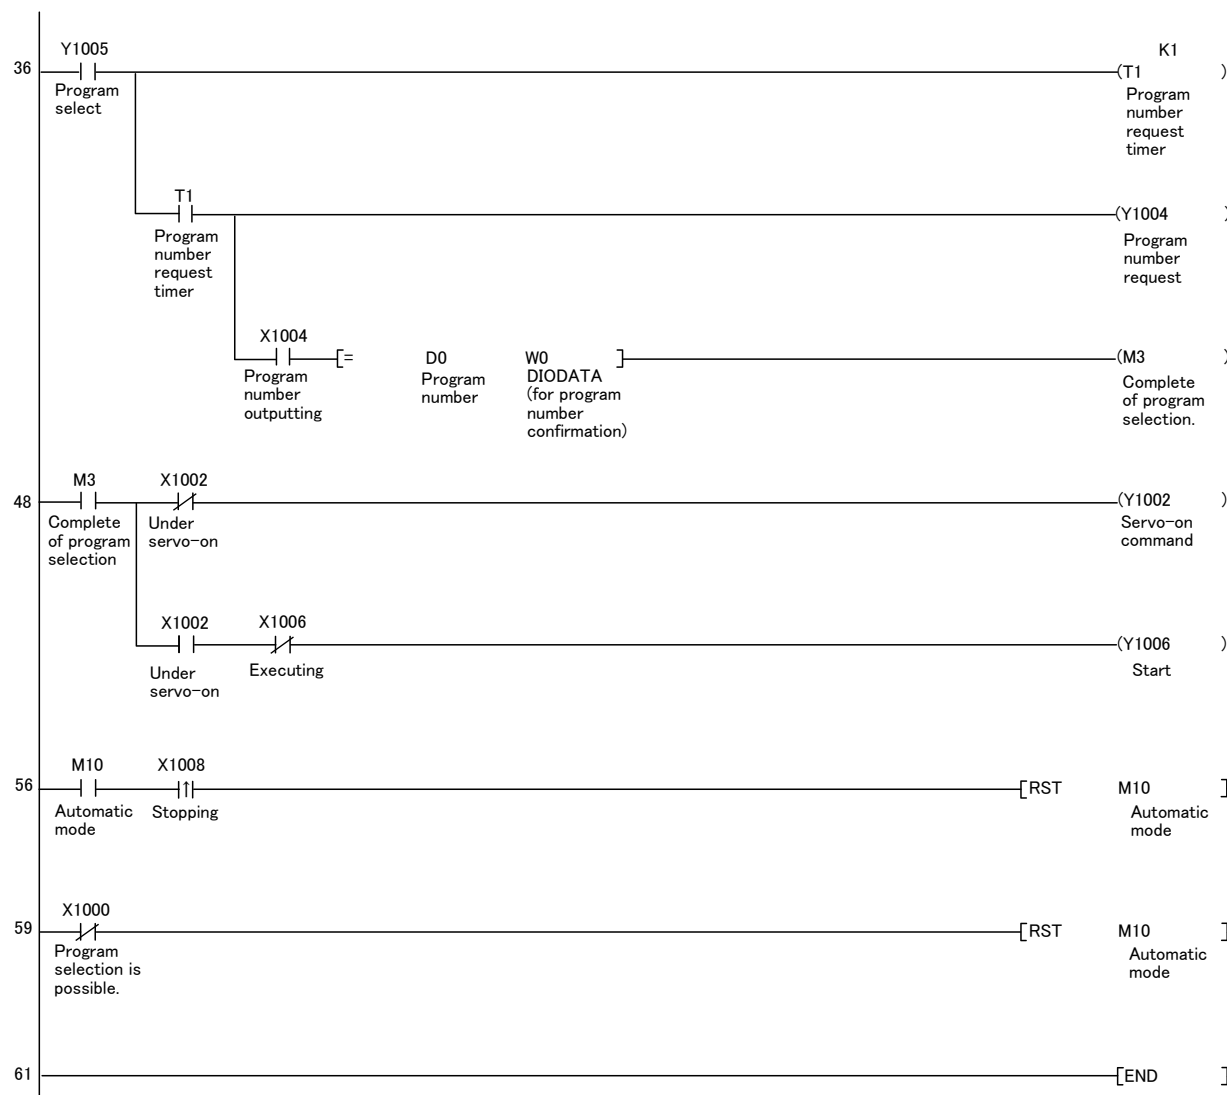 Y1005
K1
36
(T1 )
Program
select
Program
number
request
timer
T1
(Y1004 )
Program
number
request
timer
Program
number
request
X1004
[= D0 W0 ]
(M3 )
Program
number
outputting
Program
number
DIODATA
(for program
number
confirmation)
Complete
of program
selection.
M3 X1002
48
(Y1002 )
Complete
of program
selection
Under
servo-on
Servo-on
command
X1002 X1006
(Y1006 )
Under
servo-on
Executing
Start
M10 X1008
56
↑
[RST M10 ]
Automatic
mode
Stopping
Automatic
mode
X1000
59
[RST M10 ]
Program
selection is
possible.
Automatic
mode
61
[END ]